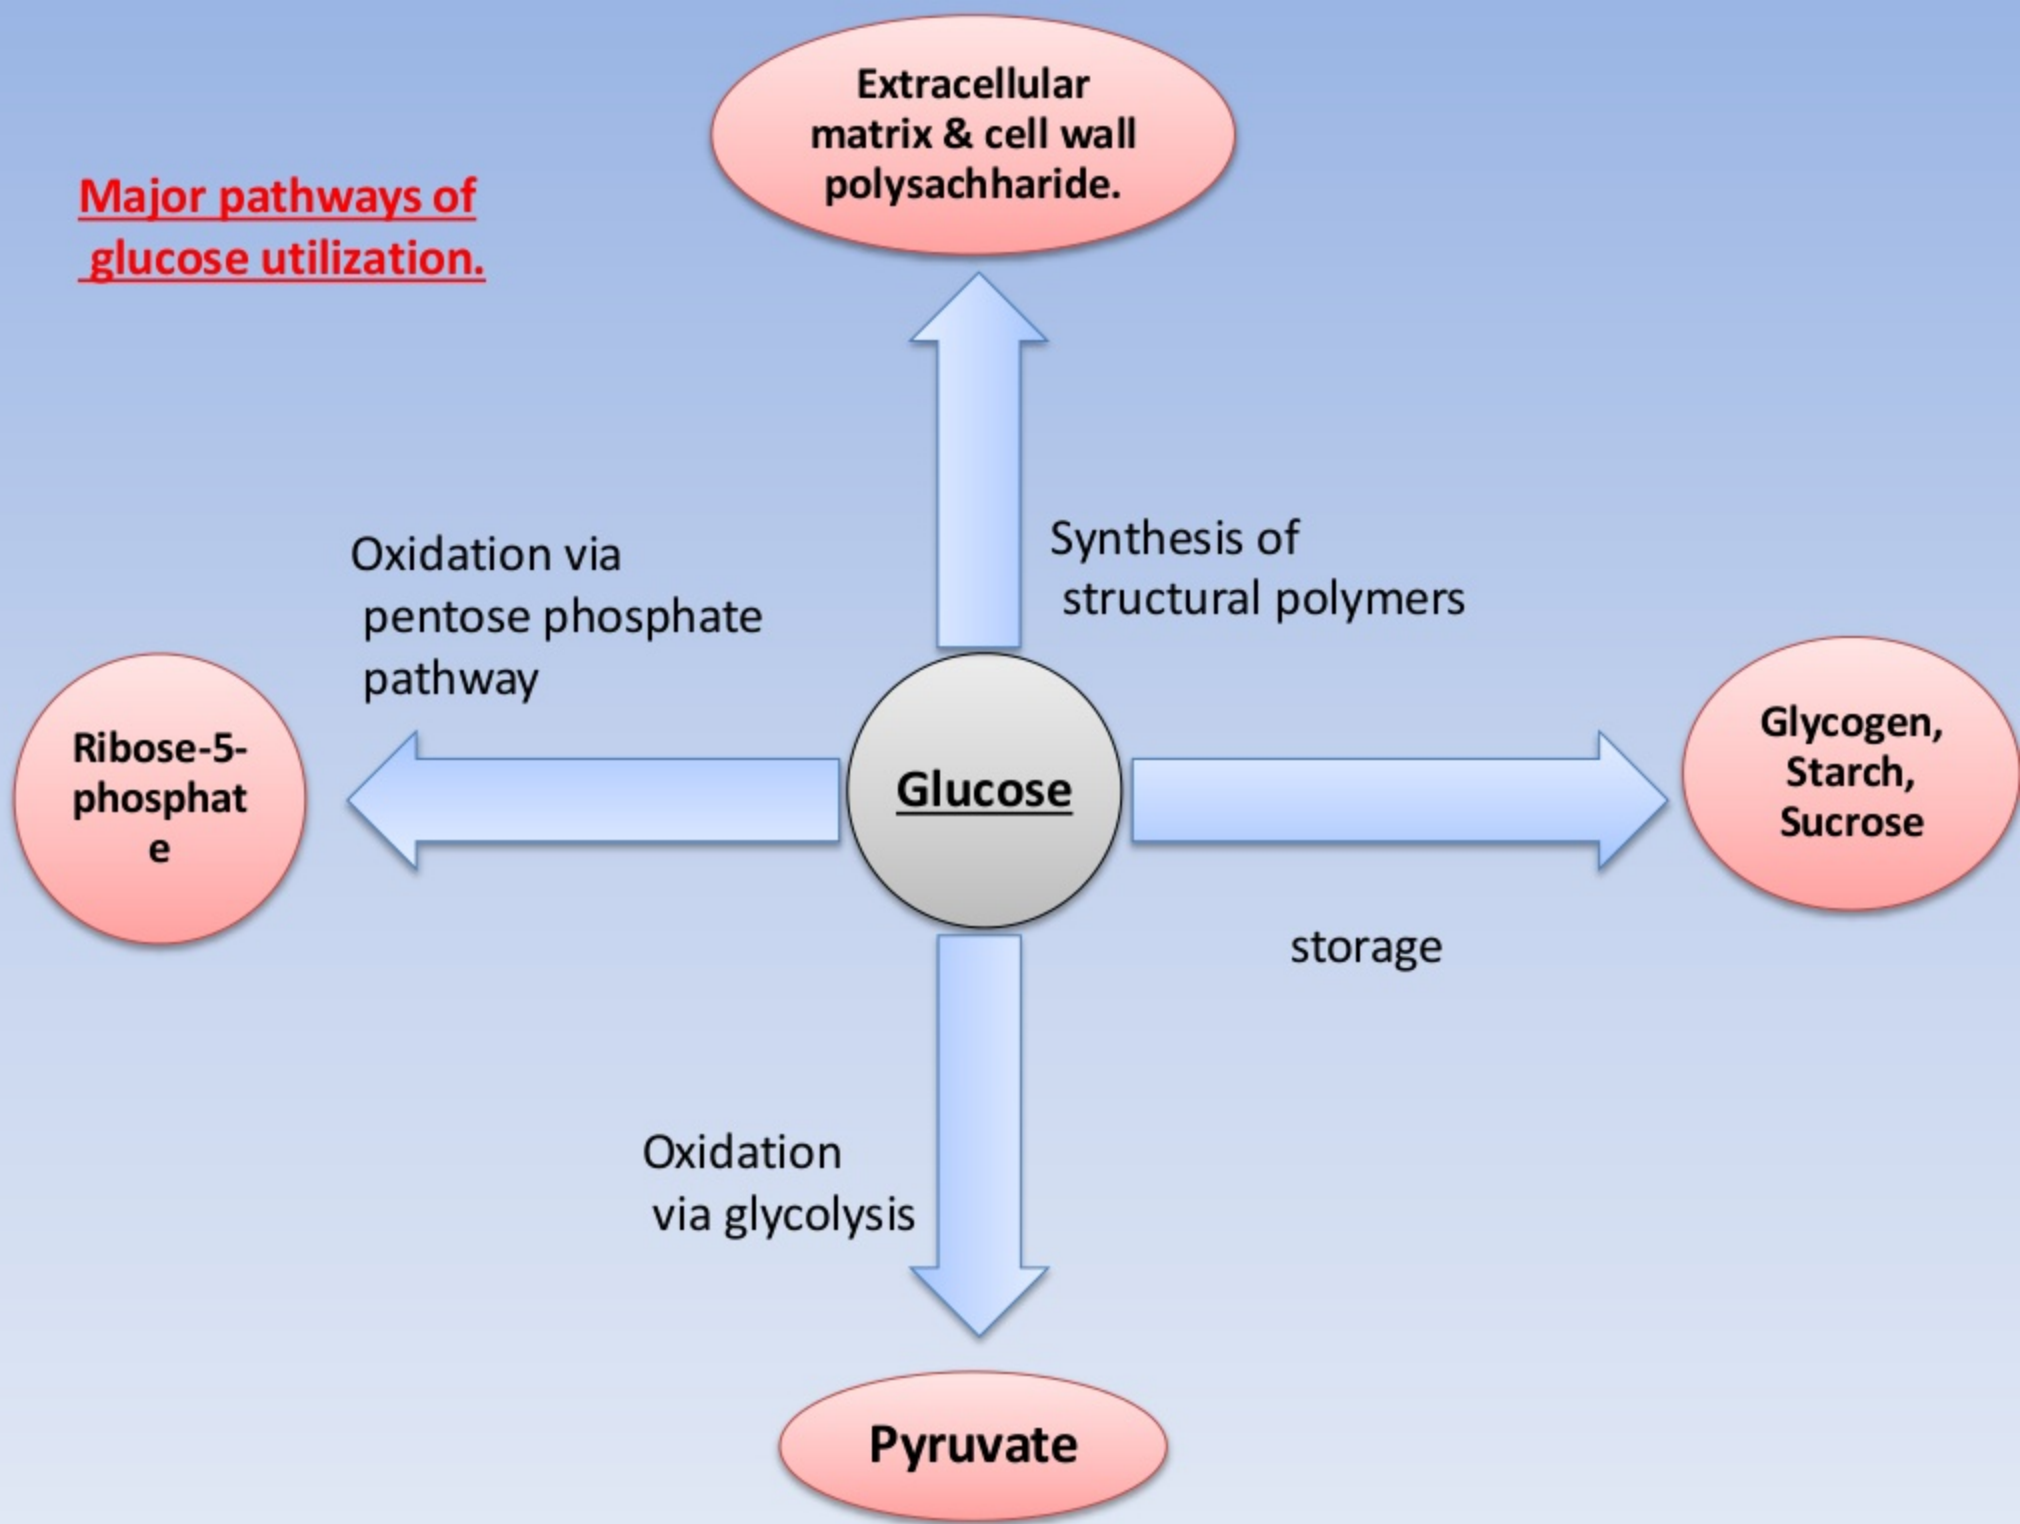 Extracellular
matrix & cell wall
polysachharide.
Major pathways of
glucose utilization.
Synthesis of
structural polymers
Oxidation via
pentose phosphate
pathway
Ribose-5-
phosphat
e
Glucose
Glycogen,
Starch,
Sucrose
storage
Oxidation
via glycolysis
Pyruvate